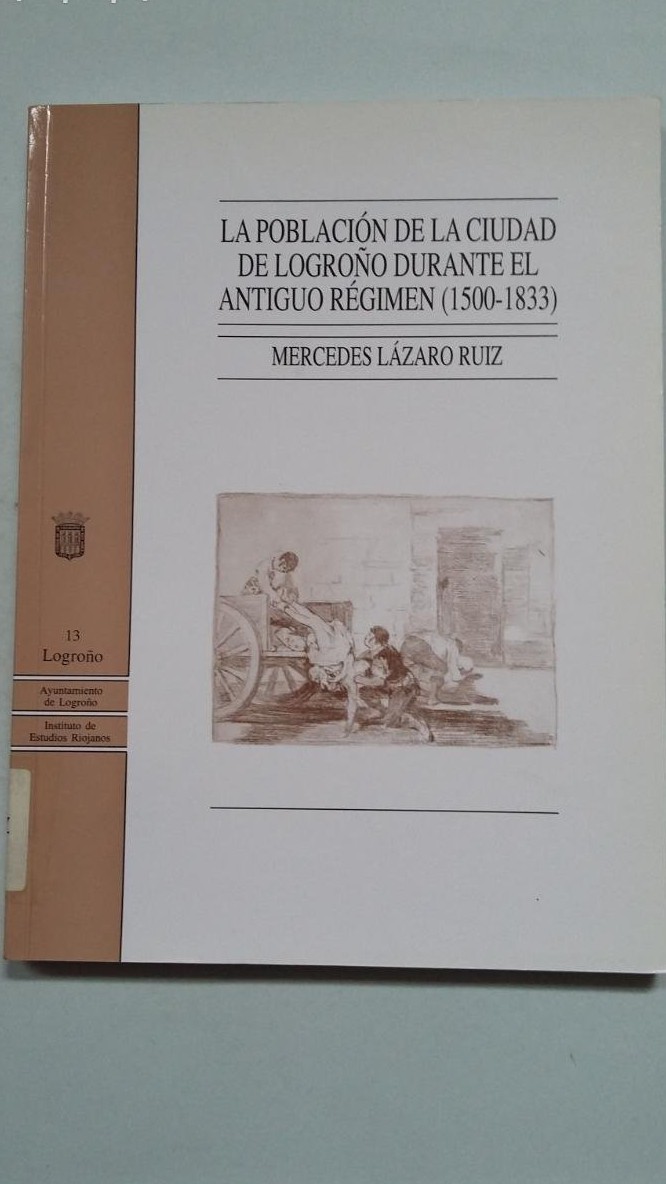 LA POBLACIÓN DE LA CIUDAD
DE LOGROÑO DURANTE EL
ANTIGUO RÉGIMEN (1500-1833)
MERCEDES LÁZARO RUIZ
13
Logroño
Ayuntamiento
de Logroño
Instituto de
Estudios Riojanos